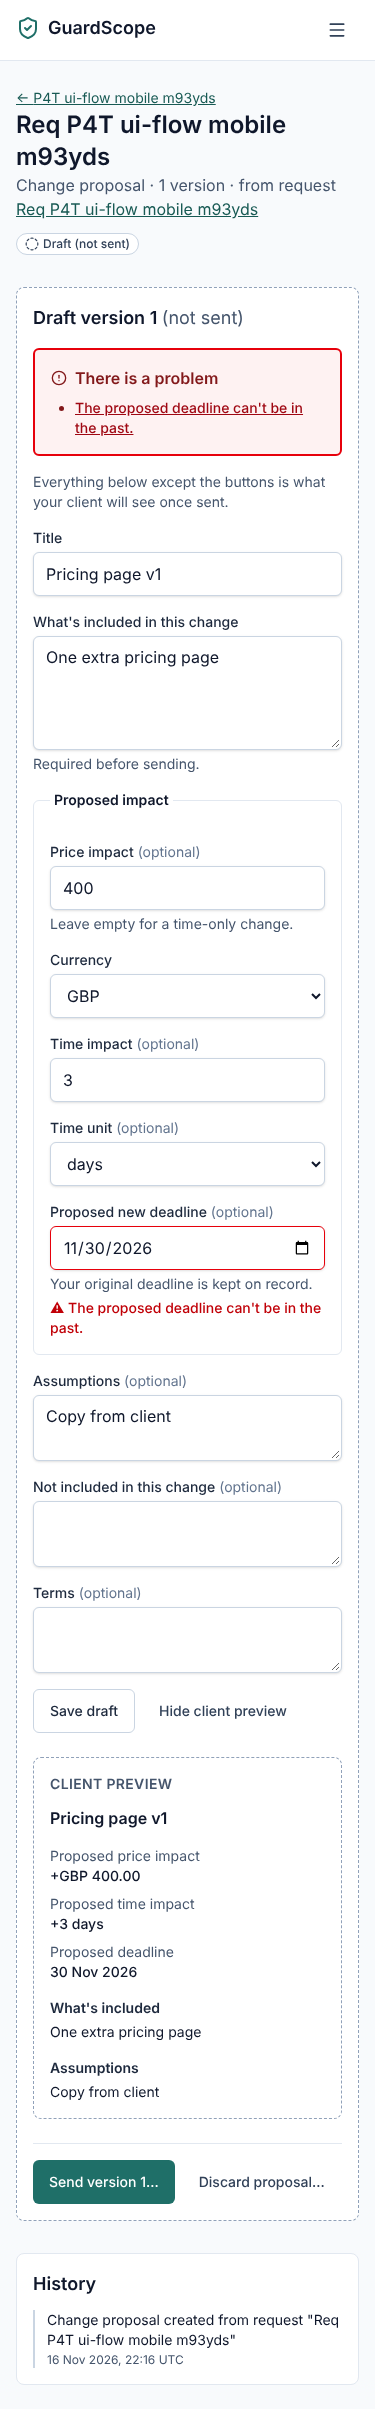 GuardScope
← P4T ui-flow mobile m93yds
Req P4T ui-flow mobile
m93yds
Change proposal · 1 version · from request
Req P4T ui-flow mobile m93yds
Draft (not sent)
Draft version 1 (not sent)
There is a problem
• The proposed deadline can't be in
the past.
Everything below except the buttons is what
your client will see once sent.
Title
Pricing page v1
What's included in this change
One extra pricing page
Required before sending.
Proposed impact
Price impact (optional)
400
Leave empty for a time-only change.
Currency
GBP
Time impact (optional)
3
Time unit (optional)
days
Proposed new deadline (optional)
11/30/2026
Your original deadline is kept on record.
The proposed deadline can't be in the
past.
Assumptions (optional)
Copy from client
Not included in this change (optional)
Terms (optional)
Save draft
Hide client preview
CLIENT PREVIEW
Pricing page v1
Proposed price impact
+GBP 400.00
Proposed time impact
+3 days
Proposed deadline
30 Nov 2026
What's included
One extra pricing page
Assumptions
Copy from client
Send version 1...
Discard proposal...
History
Change proposal created from request "Req
P4T ui-flow mobile m93yds"
16 Nov 2026, 22:16 UTC